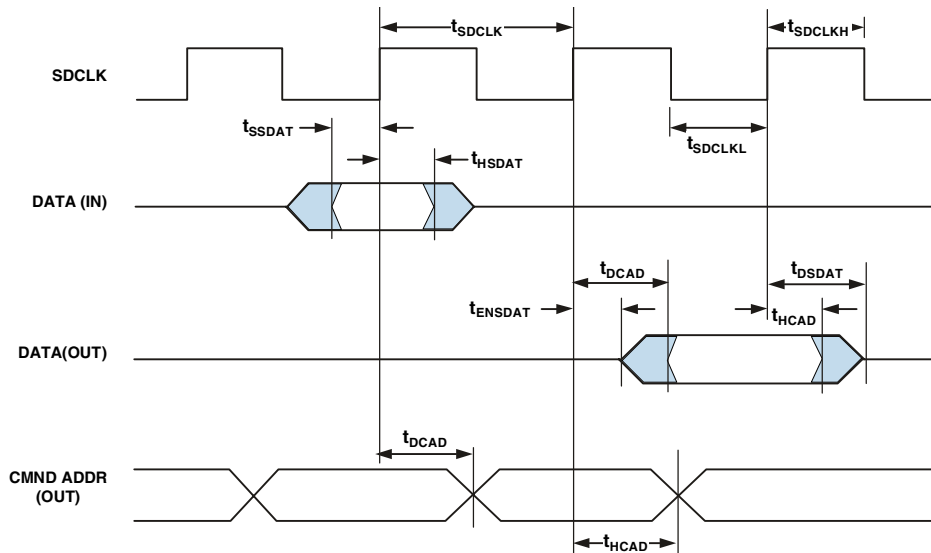 tSDCLK
tSDCLKH
SDCLK
tSSDAT
tSDCLKL
tHSDAT
DATA (IN)
tDCAD
tDSDAT
tENSDAT
tHCAD
DATA(OUT)
tDCAD
CMND ADDR
(OUT)
tHCAD